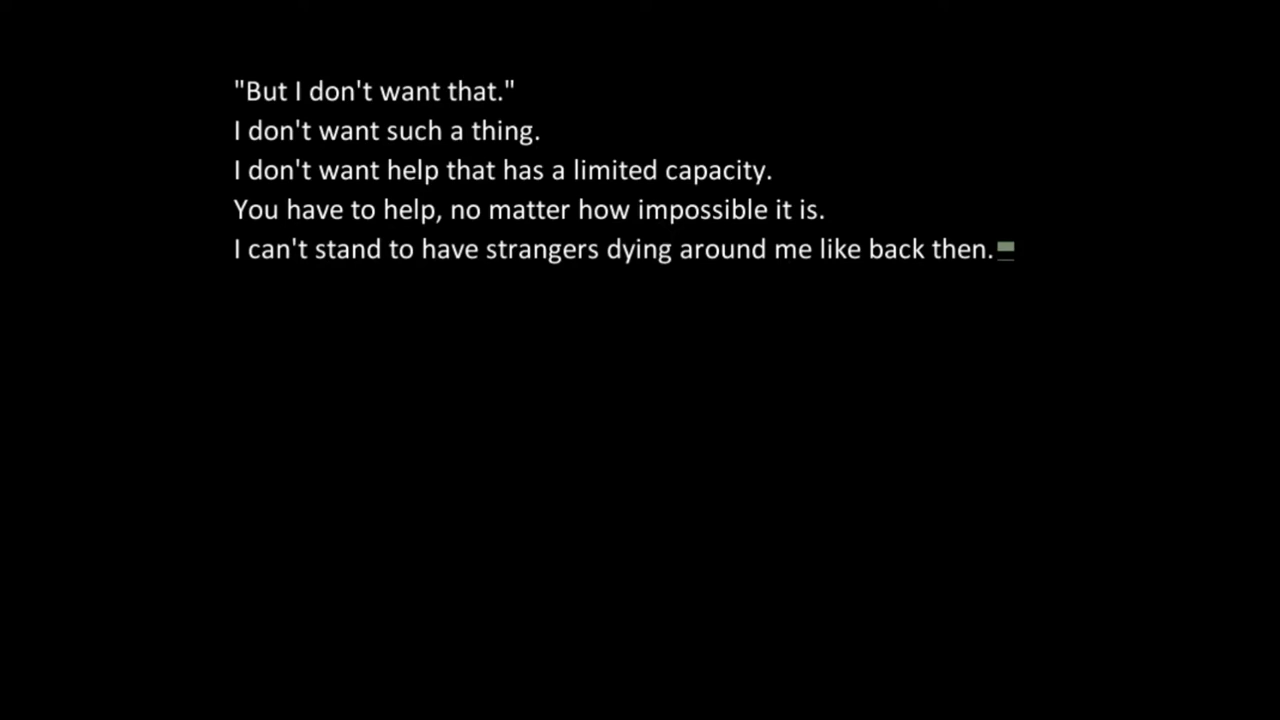 "But I don't want that."
I don't want such a thing.
I don't want help that has a limited capacity.
You have to help, no matter how impossible it is.
I can't stand to have strangers dying around me like back then.